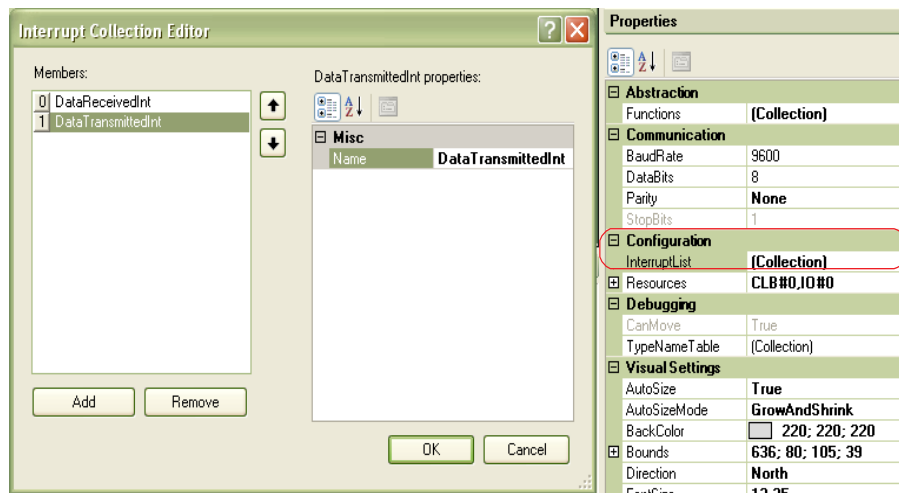 Interrupt Collection Editor
Members:
0 DataReceivedInt
1 DataTransmittedInt
Add
Remove
DataTransmittedInt properties:
Misc
Name DataTransmittedInt
OK
Cancel
Properties
Abstraction
Functions (Collection)
Communication
BaudRate 9600
DataBits 8
Parity None
StopBits 1
Configuration
InterruptList (Collection)
Resources CLB#0,IO#0
Debugging
CanMove True
TypeNameTable (Collection)
Visual Settings
AutoSize True
AutoSizeMode GrowAndShrink
BackColor 220; 220; 220
Bounds 636; 80; 105; 39
Direction North
FontSize 12.25